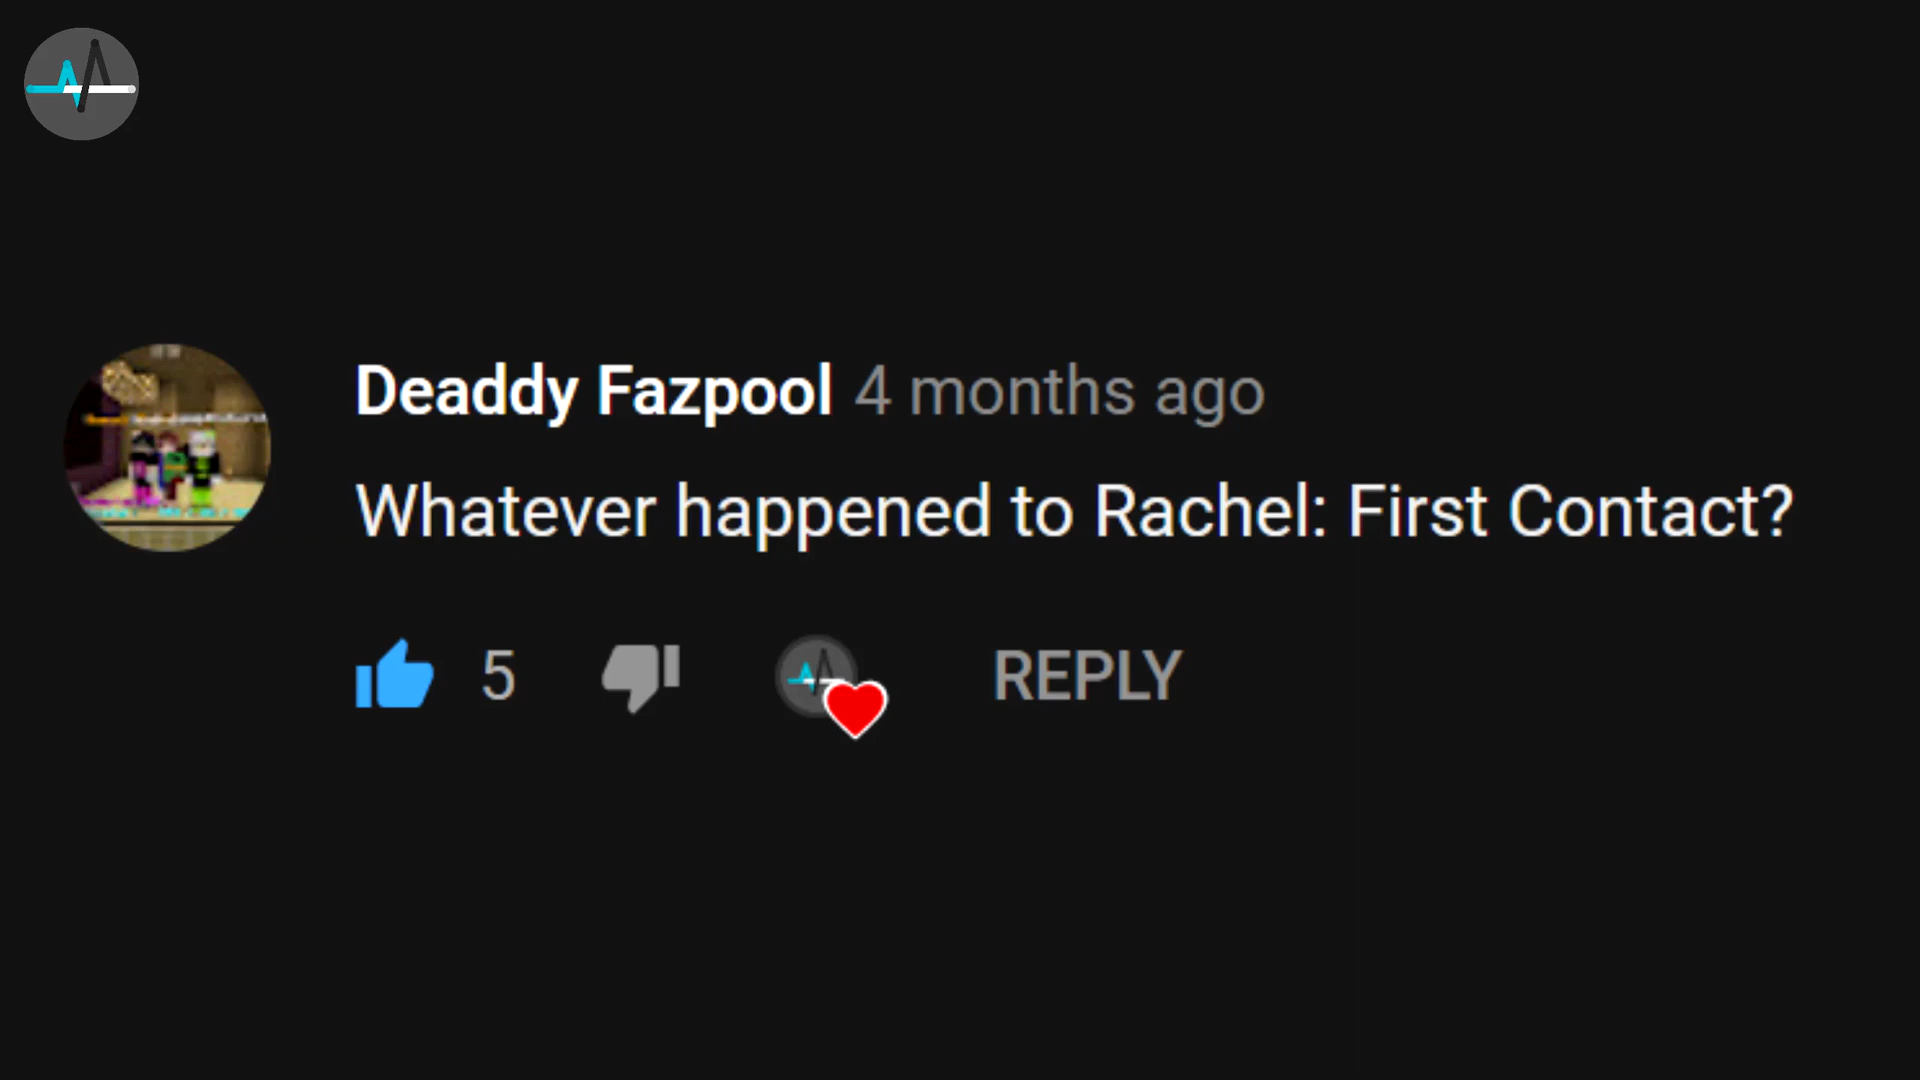 Deaddy Fazpool 4 months ago
Whatever happened to Rachel: First Contact?
5 REPLY